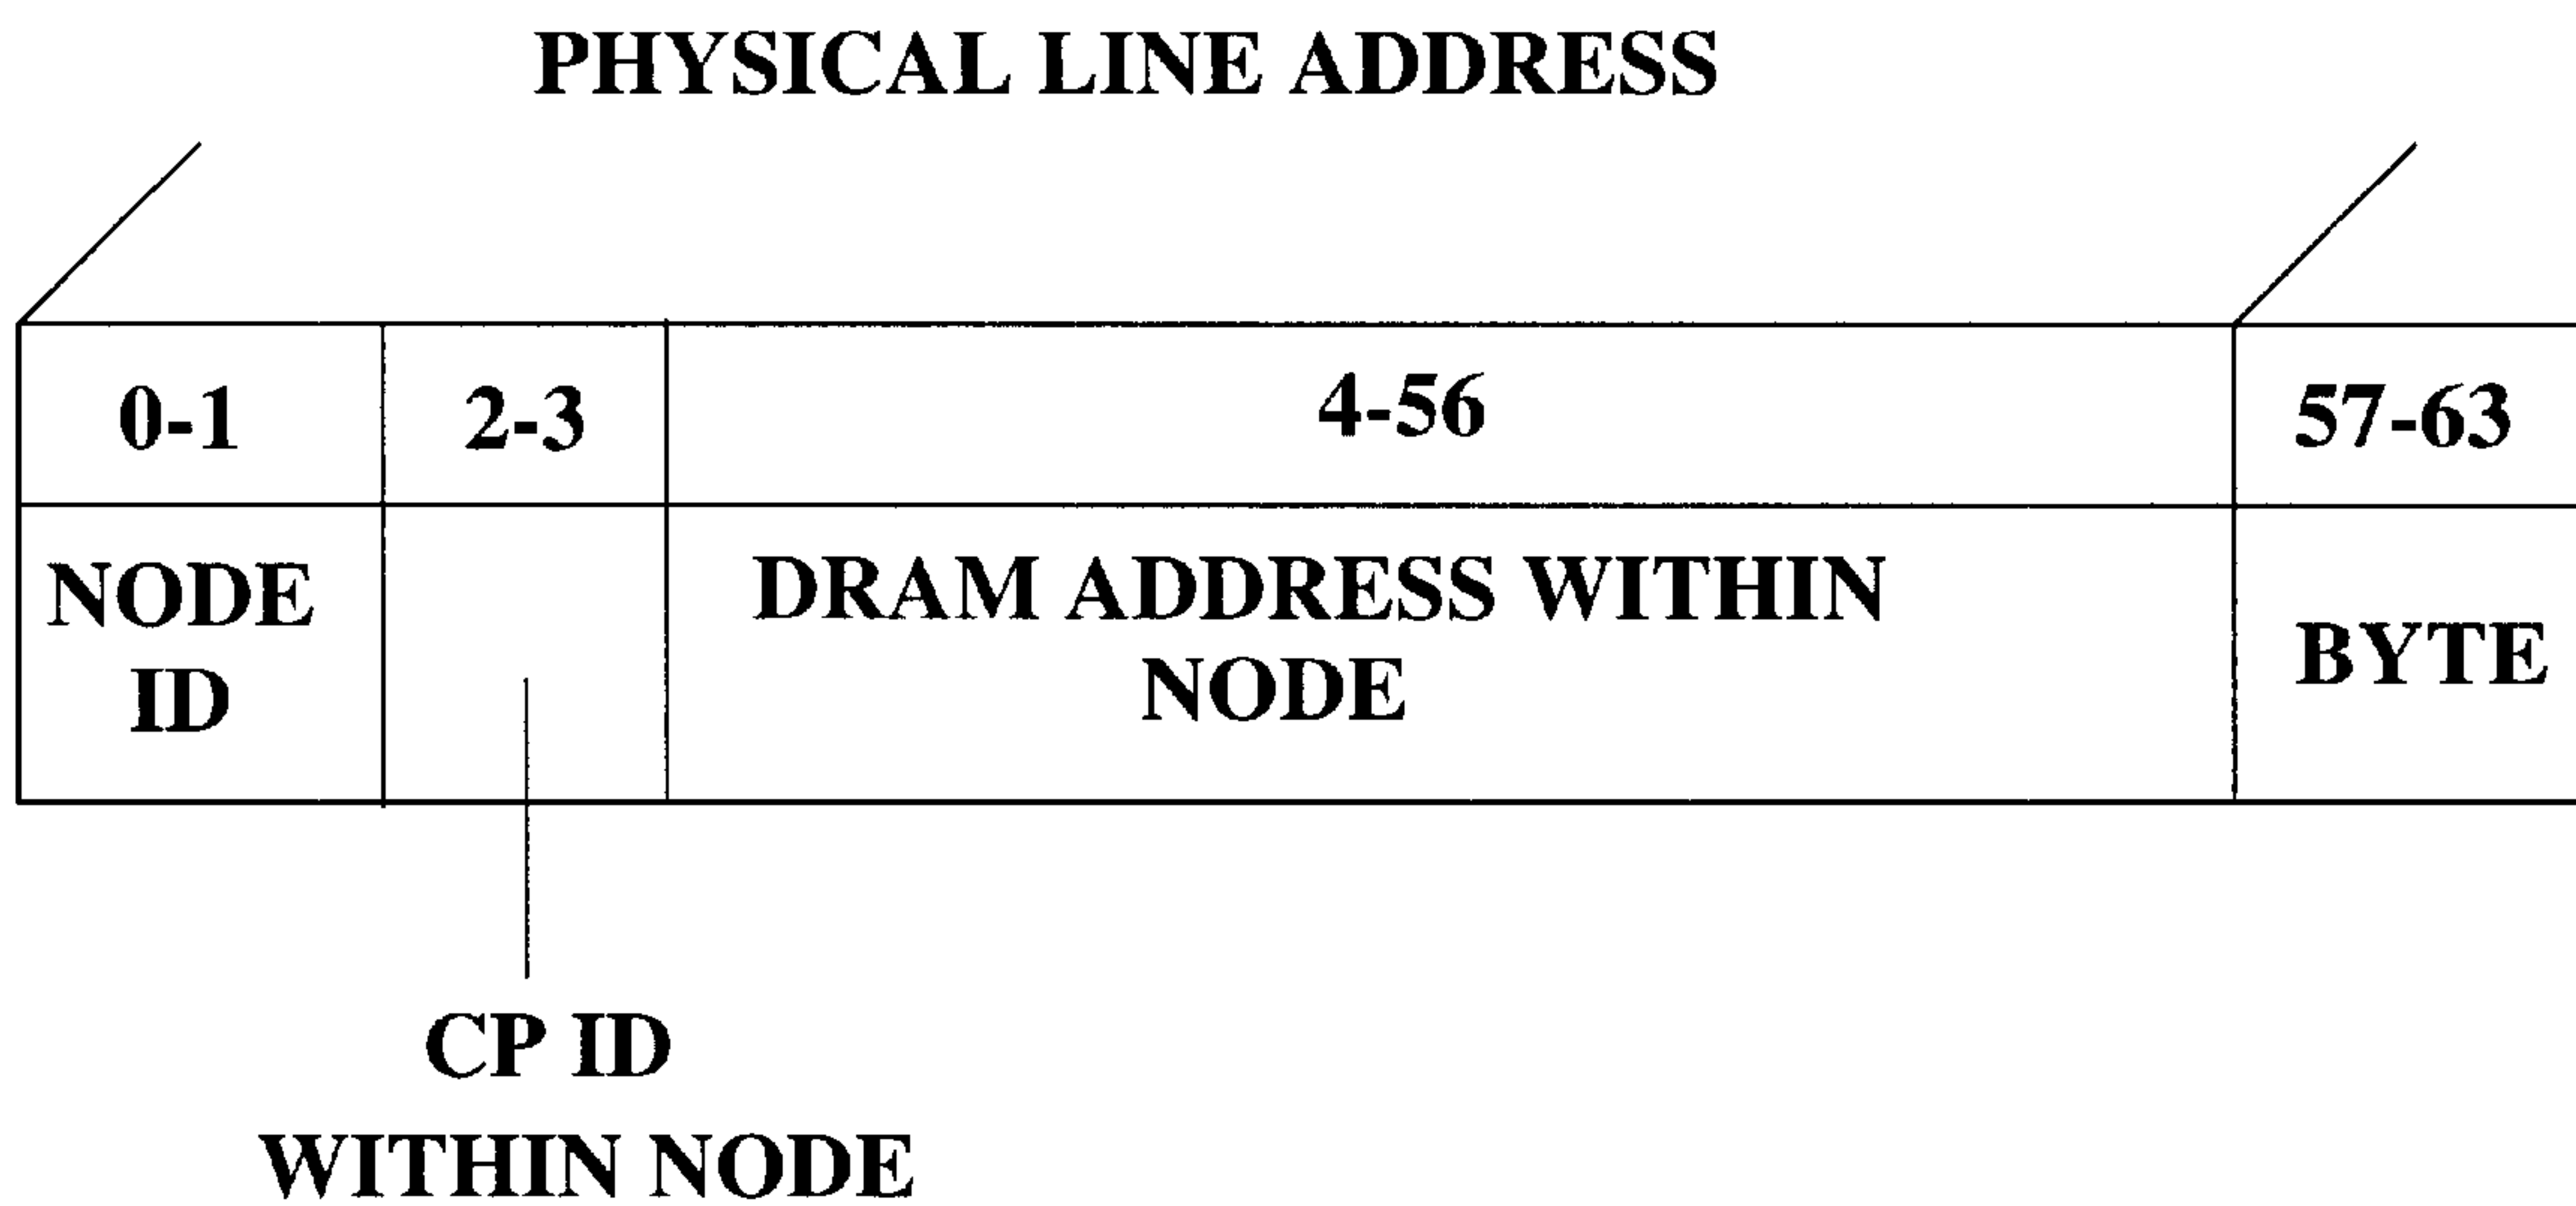 PHYSICAL LINE ADDRESS
0-1 2-3 4-56 57-63
NODE
ID
DRAM ADDRESS WITHIN
NODE
BYTE
CP ID
WITHIN NODE